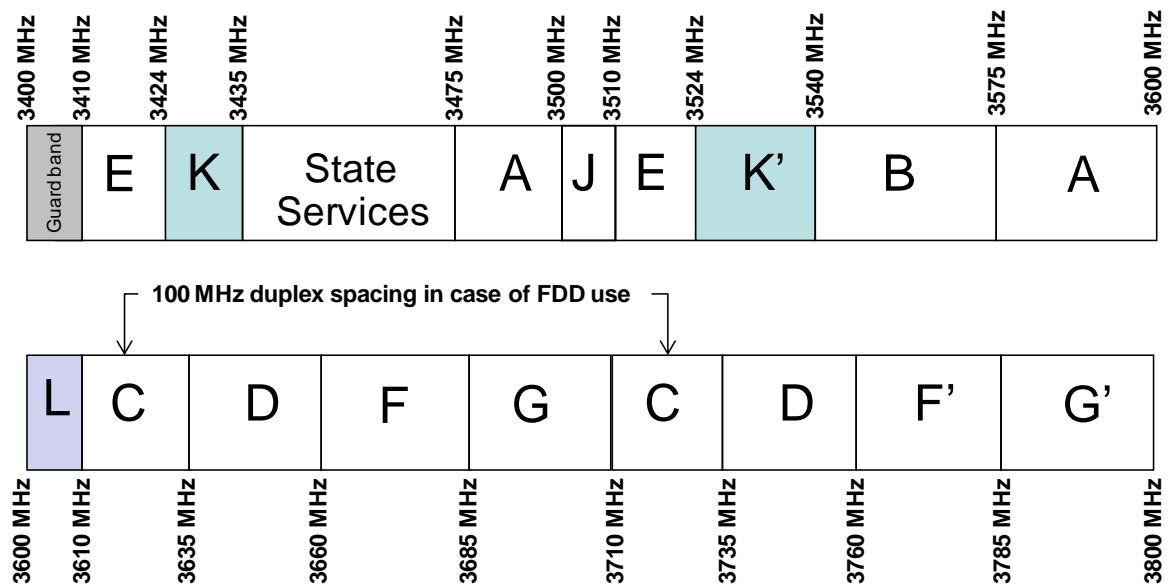 3400 MHz
3410 MHz
3424 MHz
3435 MHz
3475 MHz
3500 MHz
3510 MHz
3524 MHz
3540 MHz
3575 MHz
3600 MHz
Guardband
E
K
State
Services
A
J
E
K’
B
A
100 MHz duplex spacing in case of FDD use
L
C
D
F
G
C
D
F’
G’
3600 MHz
3610 MHz
3635 MHz
3660 MHz
3685 MHz
3710 MHz
3735 MHz
3760 MHz
3785 MHz
3800 MHz